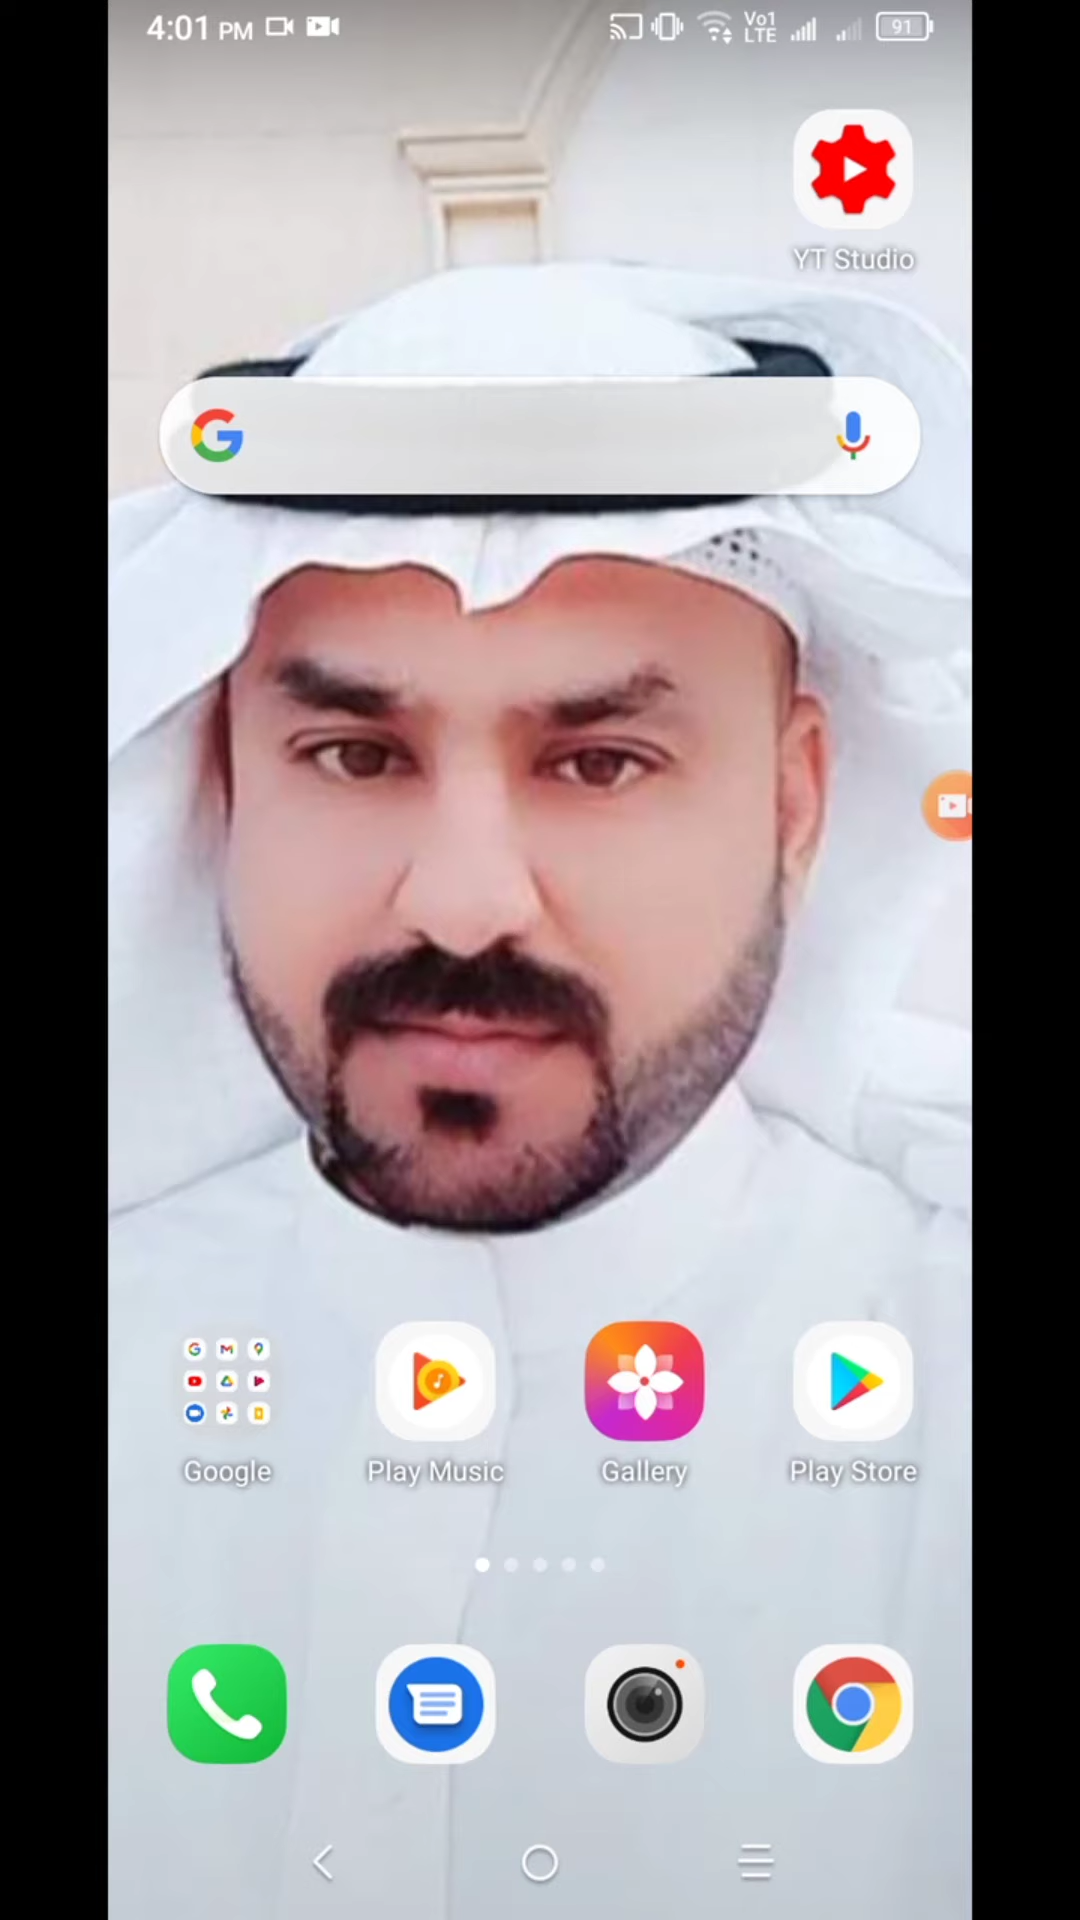 4:01 PM
Vo1
LTE
91
YT Studio
Google
Play Music
Gallery
Play Store